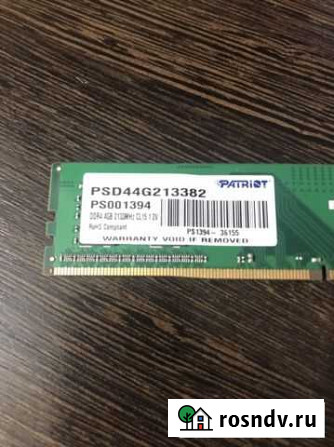 PATRIOT
PSD44G213382
PS001394
DDR4 4GB 2133MHz CL15 1.2V
RoHS Compliant
PS1394- 36155
WARRANTY VOID IF REMOVED
rosndv.ru